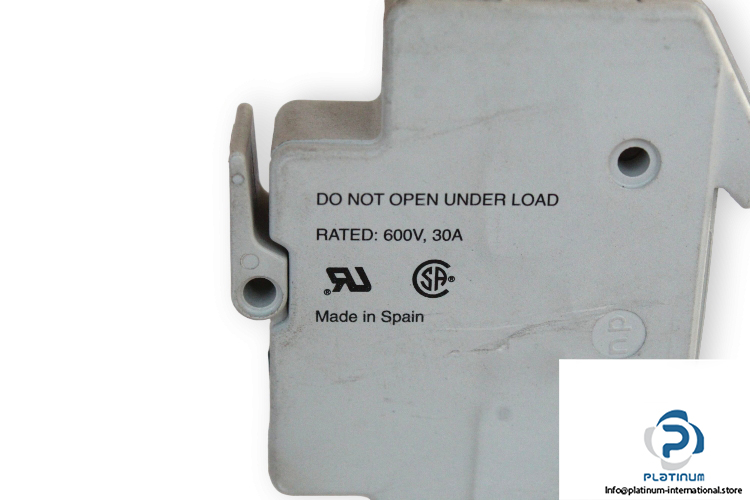 DO NOT OPEN UNDER LOAD
RATED: 600V, 30A
Made in Spain
PLATINUM
Info@platinum-international.store